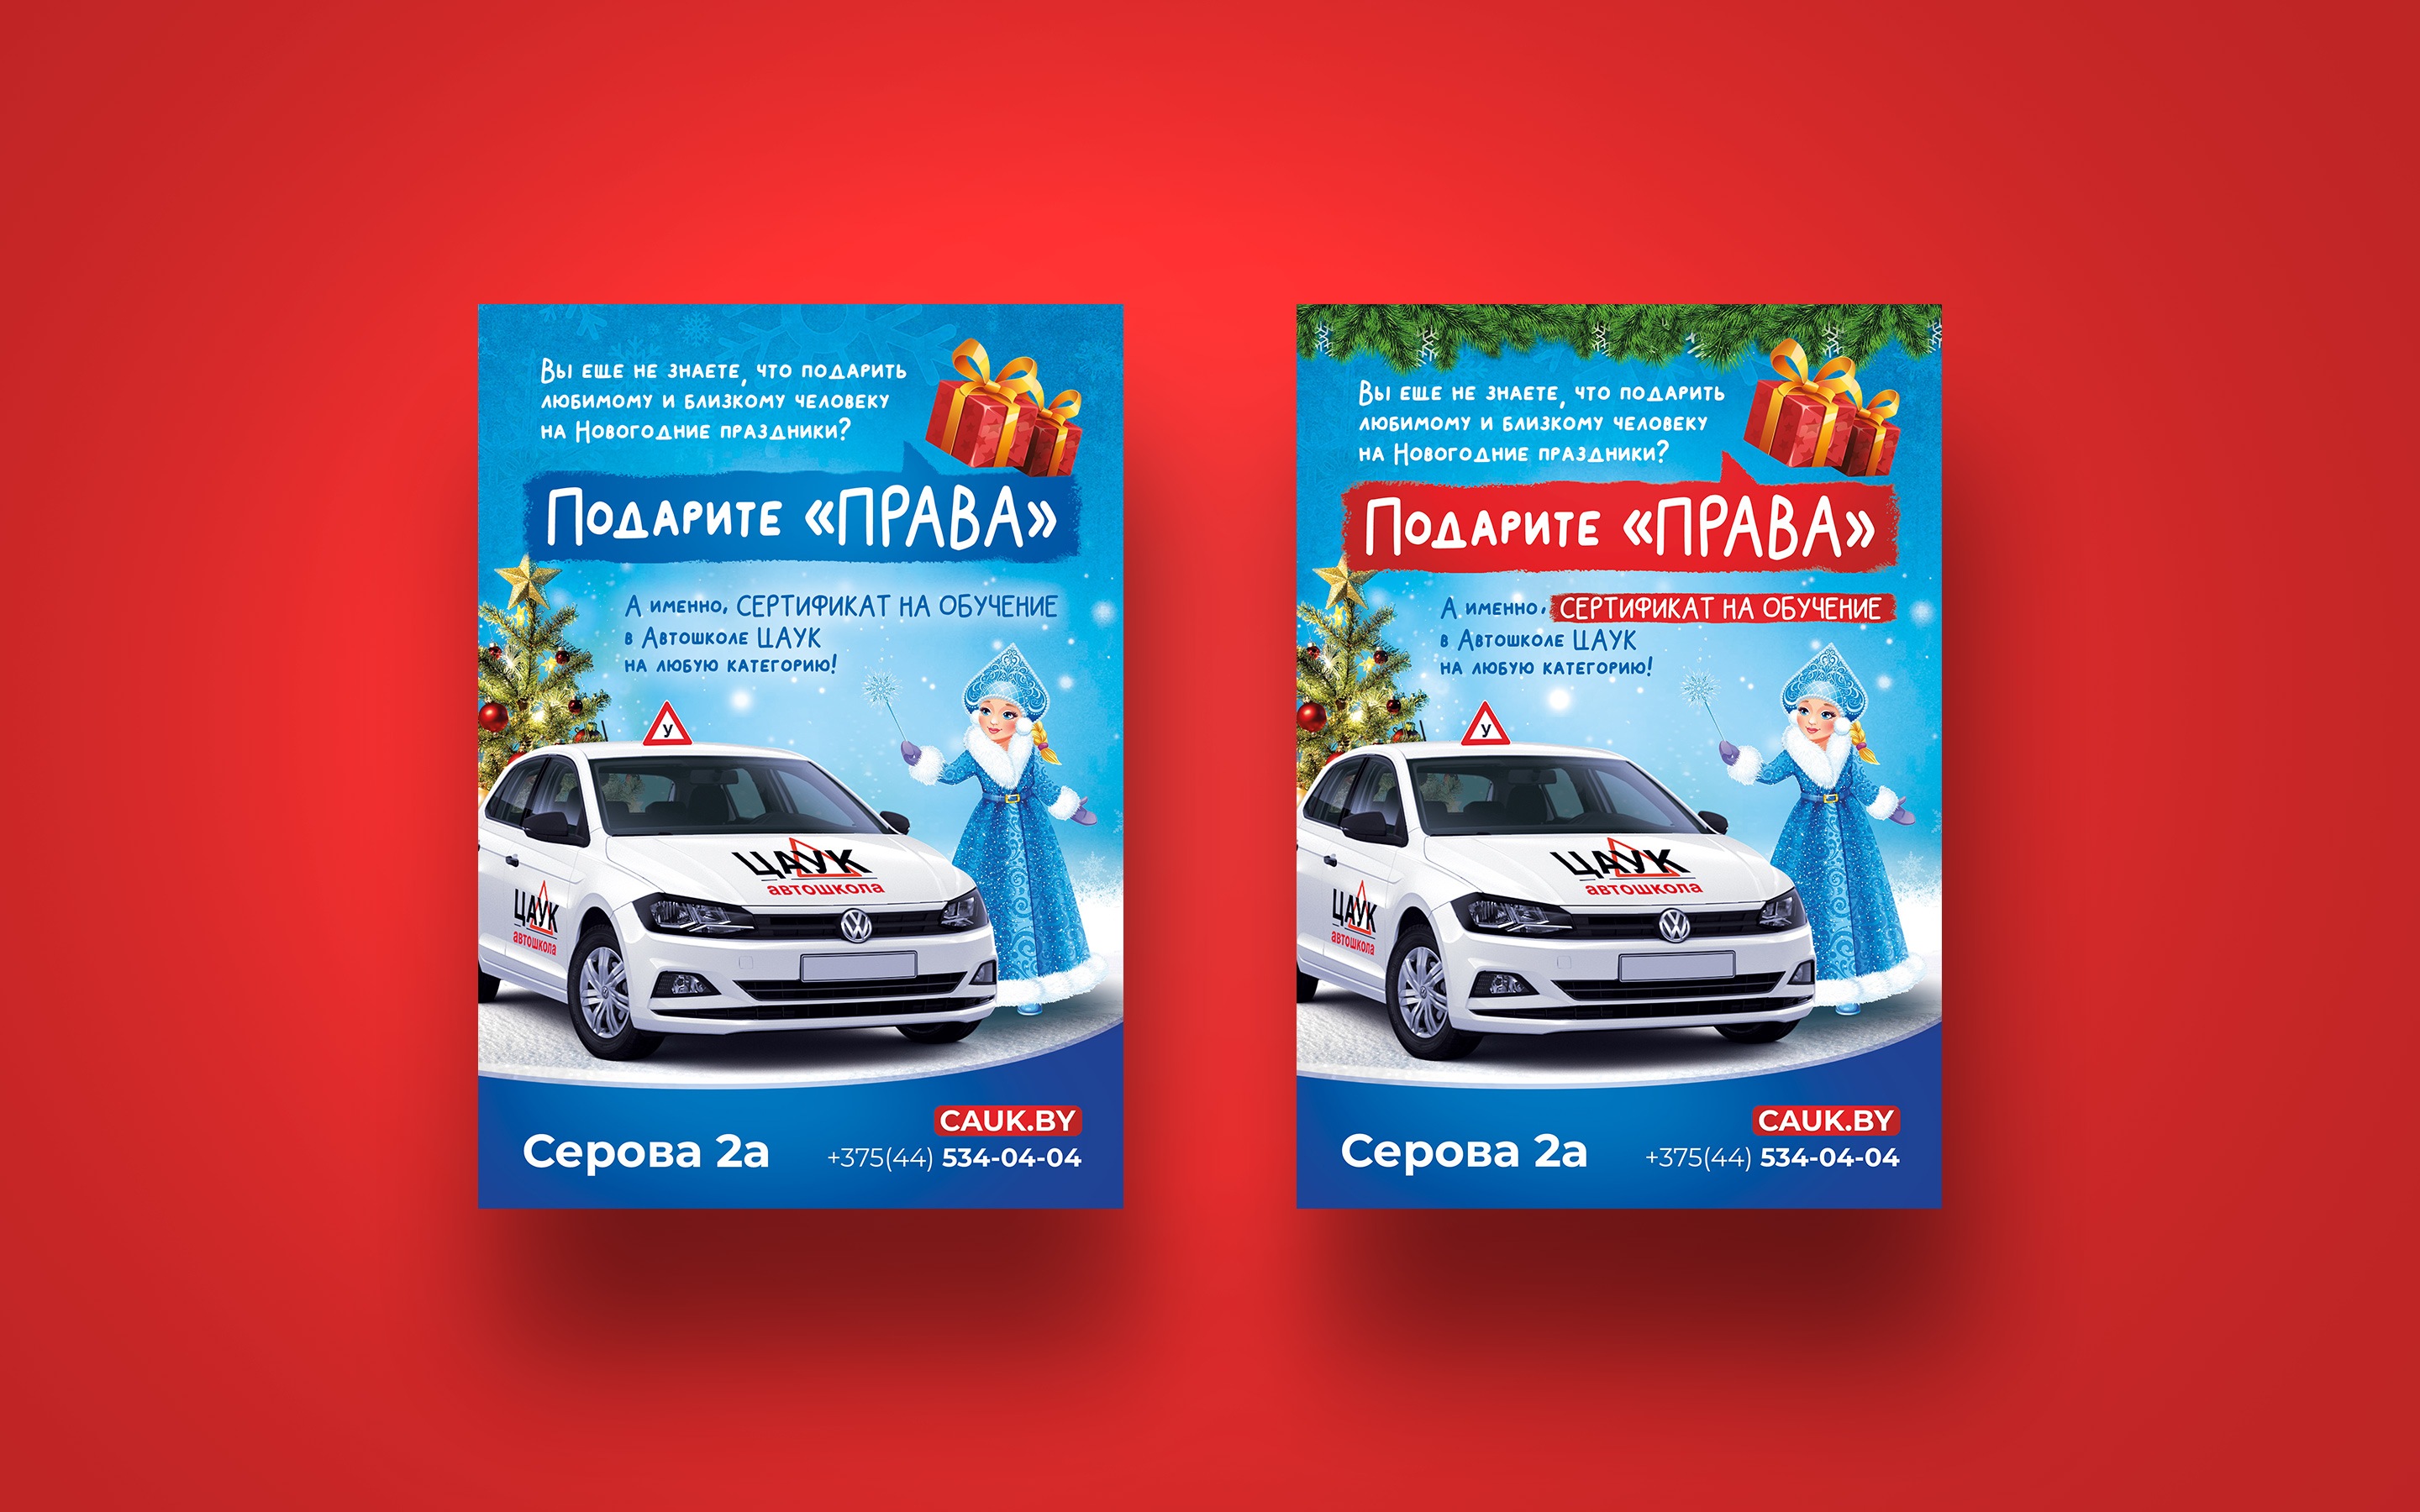 Вы еще не знаете, что подарить
любимому и близкому человеку
на Новогодние праздники?
Подарите «ПРАВА»
А именно, СЕРТИФИКАТ НА ОБУЧЕНИЕ
в Автошколе ЦАУК
на любую категорию!
У
ЦАУК
автошкола
ЦАУК
автошкола
CAUK.BY
Серова 2а
+375(44) 534-04-04
Вы еще не знаете, что подарить
любимому и близкому человеку
на Новогодние праздники?
Подарите «ПРАВА»
А именно, СЕРТИФИКАТ НА ОБУЧЕНИЕ
в Автошколе ЦАУК
на любую категорию!
У
ЦАУК
автошкола
ЦАУК
автошкола
CAUK.BY
Серова 2а
+375(44) 534-04-04